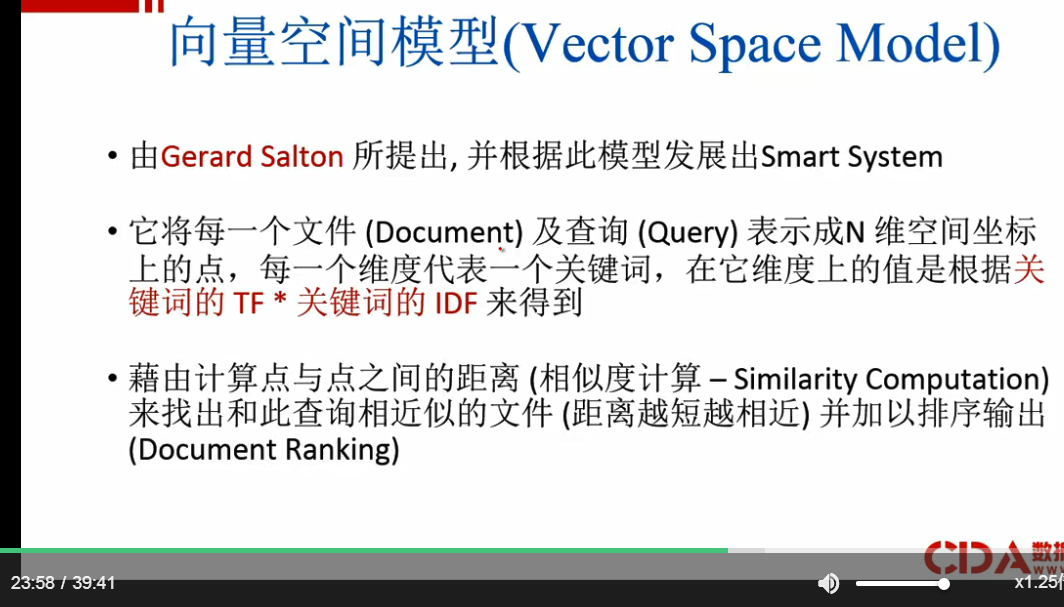 向量空间模型(Vector Space Model)
• 由Gerard Salton 所提出, 并根据此模型发展出Smart System
• 它将每一个文件 (Document) 及查询 (Query) 表示成N 维空间坐标
上的点，每一个维度代表一个关键词，在它维度上的值是根据关
键词的 TF * 关键词的 IDF 来得到
• 藉由计算点与点之间的距离 (相似度计算 – Similarity Computation)
来找出和此查询相近似的文件 (距离越短越相近) 并加以排序输出
(Document Ranking)
CDA 数据
23:58 / 39:41
x1.25